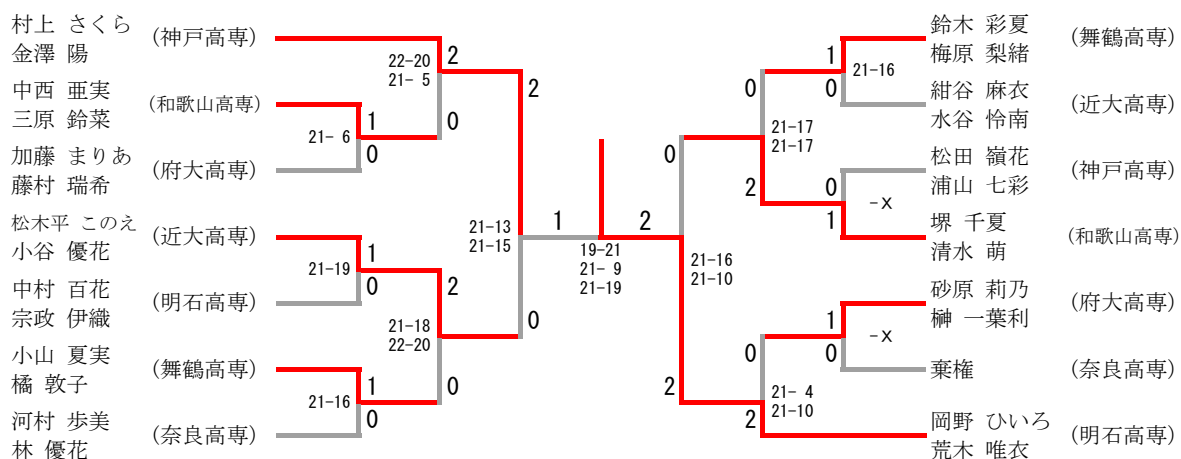 村上 さくら
金澤 陽
(神戸高専)
中西 亜実
三原 鈴菜
(和歌山高専)
加藤 まりあ
藤村 瑞希
(府大高専)
松木平 このえ
小谷 優花
(近大高専)
中村 百花
宗政 伊織
(明石高専)
小山 夏実
橘 敦子
(舞鶴高専)
河村 歩美
林 優花
(奈良高専)
22-20
21- 5
2
0
21- 6
1
0
21-19
1
0
21-18
22-20
2
0
21-16
1
0
21-13
21-15
2
0
1
2
19-21
21- 9
21-19
0
2
21-16
21-10
0
2
21-17
21-17
1
0
21-16
0
1
-X
0
2
21- 4
21-10
1
0
-X
鈴木 彩夏
梅原 梨緒
(舞鶴高専)
紺谷 麻衣
水谷 怜南
(近大高専)
松田 嶺花
浦山 七彩
(神戸高専)
堺 千夏
清水 萌
(和歌山高専)
砂原 莉乃
榊 一葉利
(府大高専)
棄権
(奈良高専)
岡野 ひいろ
荒木 唯衣
(明石高専)